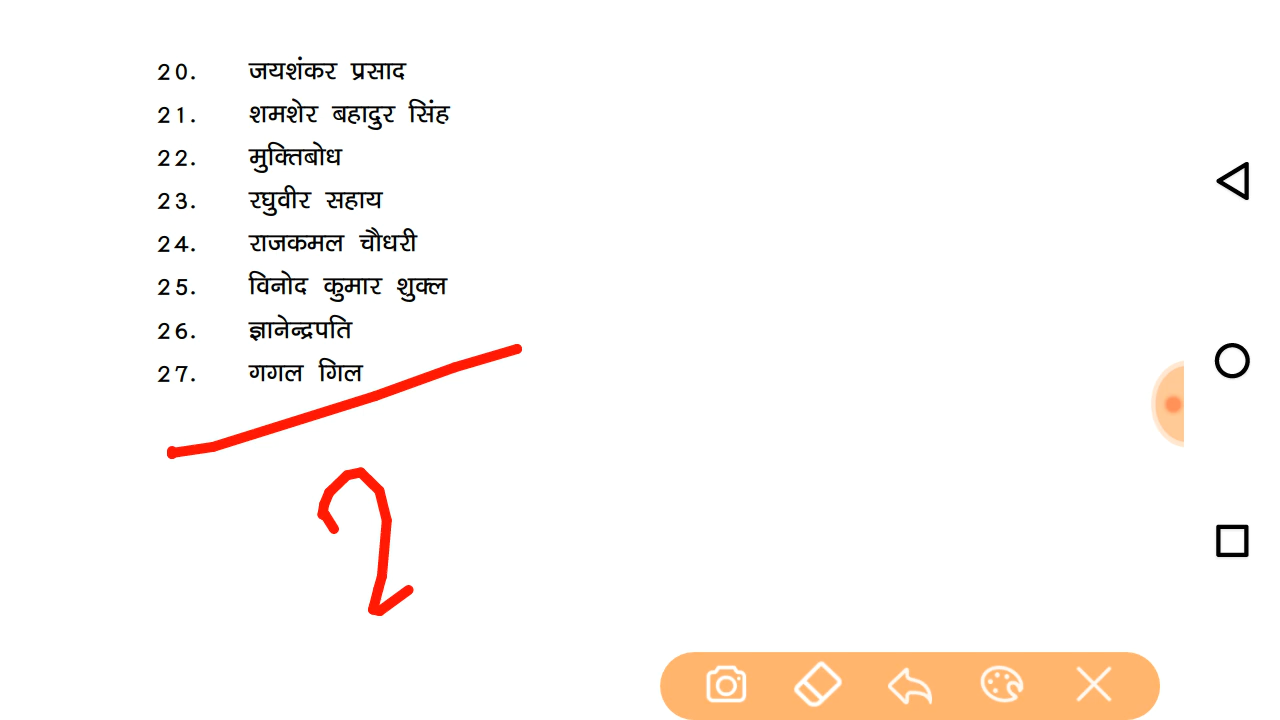 20. जयशंकर प्रसाद
21. शमशेर बहादुर सिंह
22. मुक्तिबोध
23. रघुवीर सहाय
24. राजकमल चौधरी
25. विनोद कुमार शुक्ल
26. ज्ञानेन्द्रपति
27. गगल गिल
2